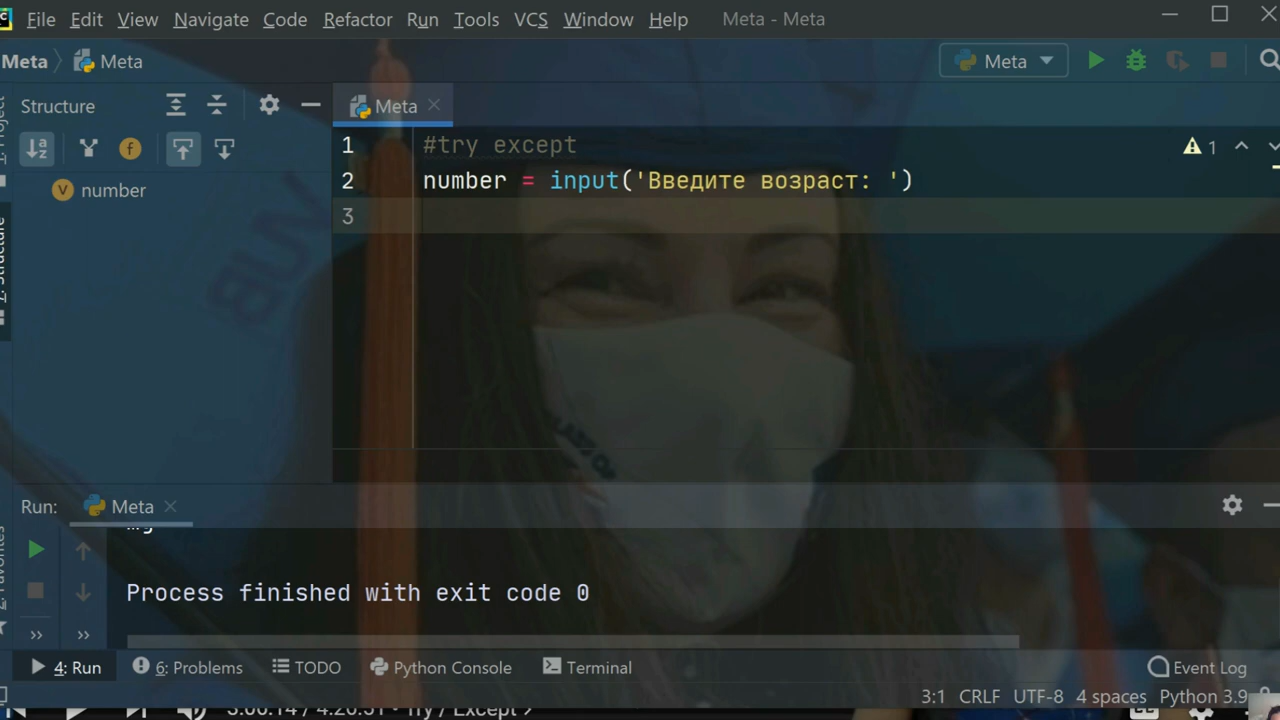 File Edit View Navigate Code Refactor Run Tools VCS Window Help Meta - Meta
Meta Meta Meta
Structure Meta
1 #try except 1
2 number = input('Введите возраст: ')
3
number
BUV
Run: Meta
Process finished with exit code 0
4: Run 6: Problems TODO Python Console Terminal Event Log
3:1 CRLF UTF-8 4 spaces Python 3.9
Try / Except